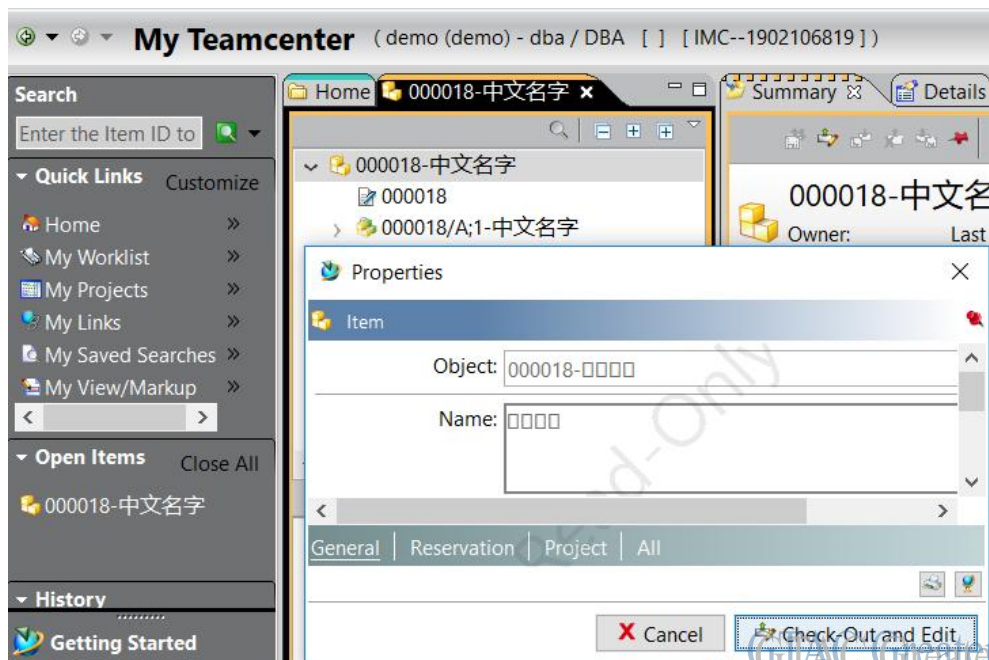 My Teamcenter ( demo (demo) - dba / DBA [ ] [ IMC--1902106819 ] )
Search
Enter the Item ID to
Quick Links Customize
Home
My Worklist
My Projects
My Links
My Saved Searches
My View/Markup
Open Items Close All
000018-中文名字
History
Getting Started
Home 000018-中文名字
000018-中文名字
000018
000018/A;1-中文名字
Summary Details
000018-中文名
Owner: Last
Properties
Item
Object: 000018-□□□□
Name: □□□□
Read-Only
General Reservation Project All
Cancel Check-Out and Edit
GTAC